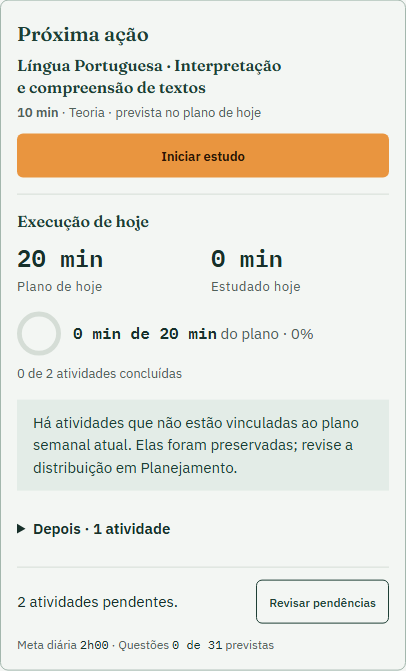 Próxima ação
Língua Portuguesa · Interpretação
e compreensão de textos
10 min · Teoria · prevista no plano de hoje
Iniciar estudo
Execução de hoje
20 min
0 min
Plano de hoje
Estudado hoje
0 min de 20 min do plano · 0%
0 de 2 atividades concluídas
Há atividades que não estão vinculadas ao plano
semanal atual. Elas foram preservadas; revise a
distribuição em Planejamento.
Depois · 1 atividade
2 atividades pendentes.
Revisar pendências
Meta diária 2h00 · Questões 0 de 31 previstas